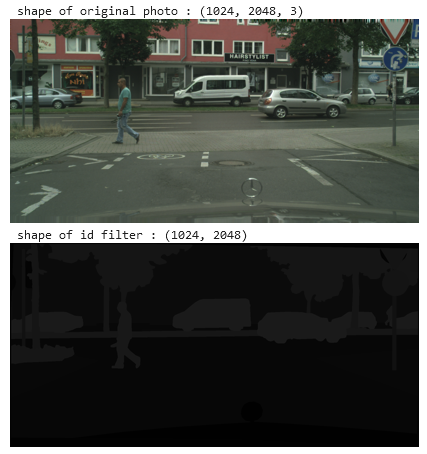 shape of original photo : (1024, 2048, 3)
HAIRSTYLIST
shape of id filter : (1024, 2048)